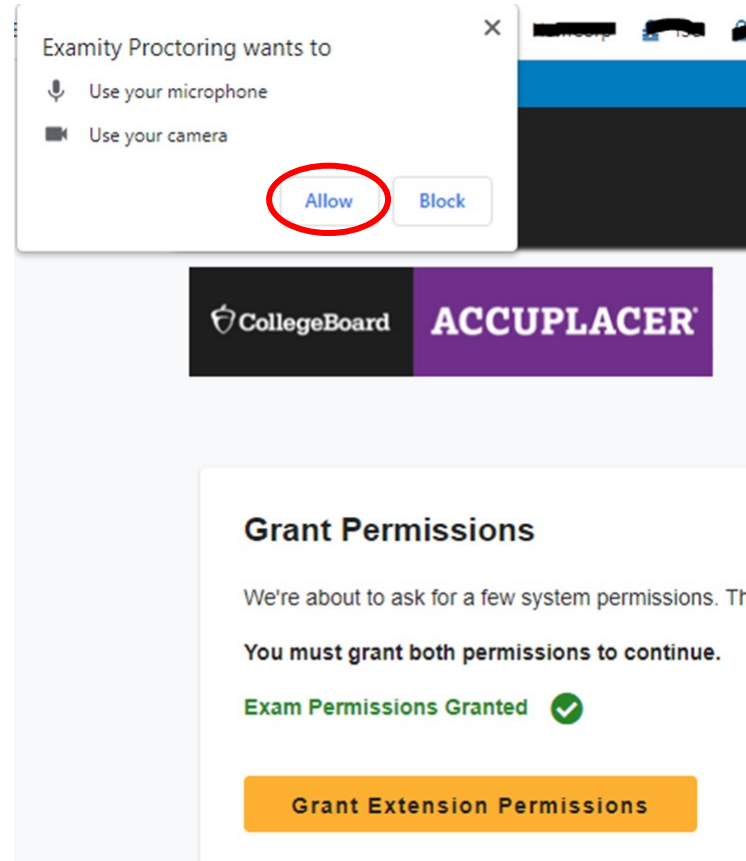 Examity Proctoring wants to
Use your microphone
Use your camera
Allow Block
CollegeBoard ACCUPLACER®
Grant Permissions
We're about to ask for a few system permissions. Th
You must grant both permissions to continue.
Exam Permissions Granted
Grant Extension Permissions